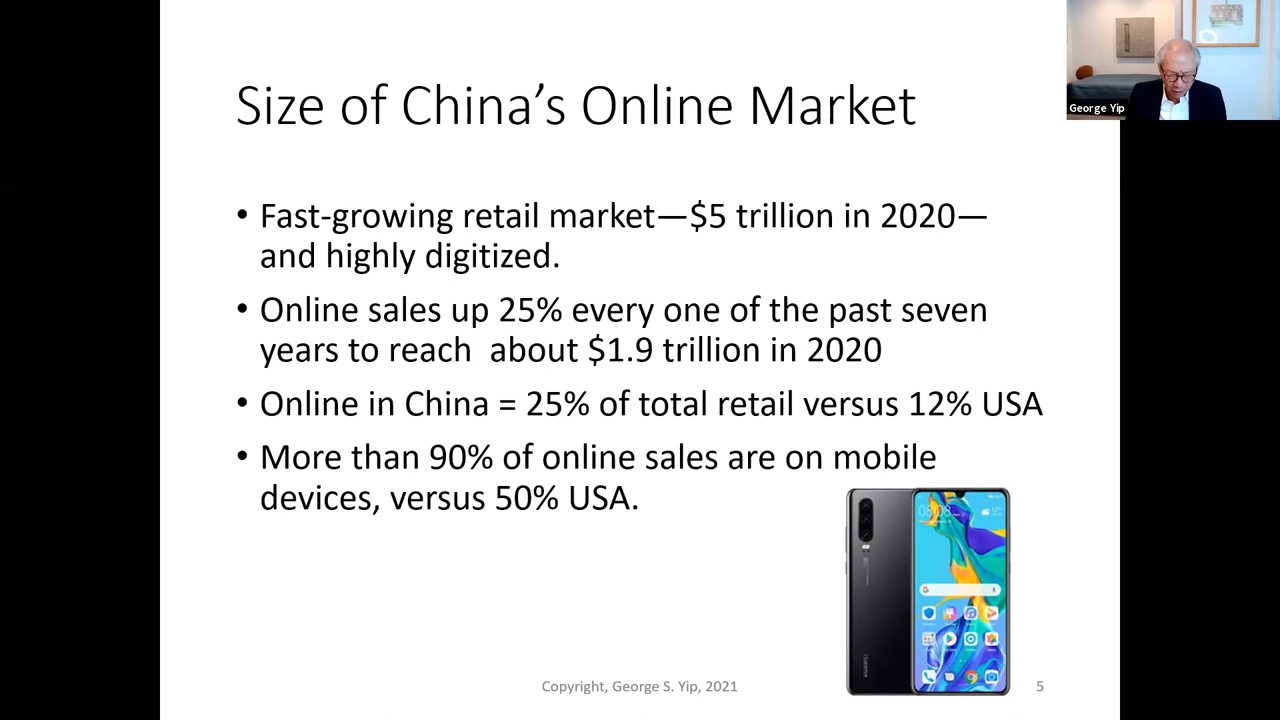 George Yip
Size of China’s Online Market
• Fast-growing retail market—$5 trillion in 2020—
and highly digitized.
• Online sales up 25% every one of the past seven
years to reach  about $1.9 trillion in 2020
• Online in China = 25% of total retail versus 12% USA
• More than 90% of online sales are on mobile
devices, versus 50% USA.
08:08
Copyright, George S. Yip, 2021
5